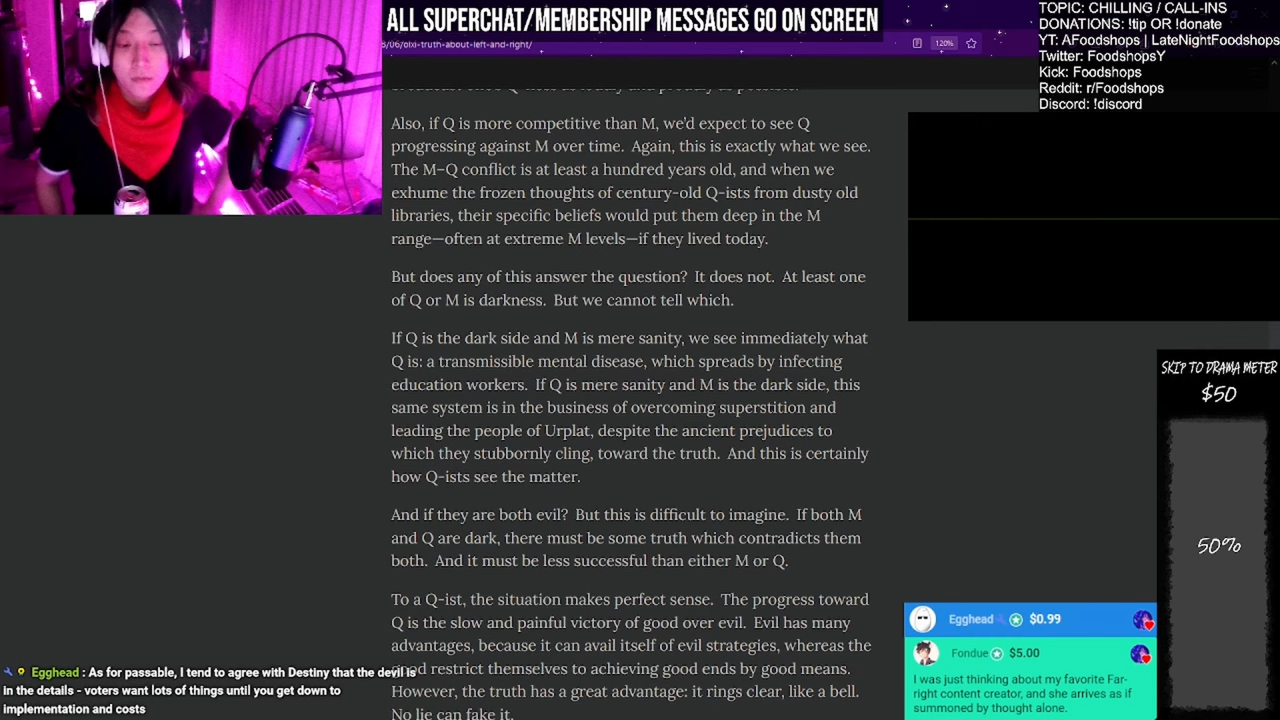 ALL SUPERCHAT/MEMBERSHIP MESSAGES GO ON SCREEN
/06/olxi-truth-about-left-and-right/
120%
TOPIC: CHILLING / CALL-INS
DONATIONS: !tip OR !donate
YT: AFoodshops | LateNightFoodshops
Twitter: FoodshopsY
Kick: Foodshops
Reddit: r/Foodshops
Discord: !discord
Also, if Q is more competitive than M, we'd expect to see Q
progressing against M over time. Again, this is exactly what we see.
The M–Q conflict is at least a hundred years old, and when we
exhume the frozen thoughts of century-old Q-ists from dusty old
libraries, their specific beliefs would put them deep in the M
range—often at extreme M levels—if they lived today.
But does any of this answer the question? It does not. At least one
of Q or M is darkness. But we cannot tell which.
If Q is the dark side and M is mere sanity, we see immediately what
Q is: a transmissible mental disease, which spreads by infecting
education workers. If Q is mere sanity and M is the dark side, this
same system is in the business of overcoming superstition and
leading the people of Urplat, despite the ancient prejudices to
which they stubbornly cling, toward the truth. And this is certainly
how Q-ists see the matter.
And if they are both evil? But this is difficult to imagine. If both M
and Q are dark, there must be some truth which contradicts them
both. And it must be less successful than either M or Q.
To a Q-ist, the situation makes perfect sense. The progress toward
Q is the slow and painful victory of good over evil. Evil has many
advantages, because it can avail itself of evil strategies, whereas the
restrict themselves to achieving good ends by good means.
However, the truth has a great advantage: it rings clear, like a bell.
No lie can fake it.
Egghead : As for passable, I tend to agree with Destiny that the devil is
in the details - voters want lots of things until you get down to
implementation and costs
SKIP TO DRAMA METER
$50
50%
Egghead $0.99
Fondue $5.00
I was just thinking about my favorite Far-
right content creator, and she arrives as if
summoned by thought alone.